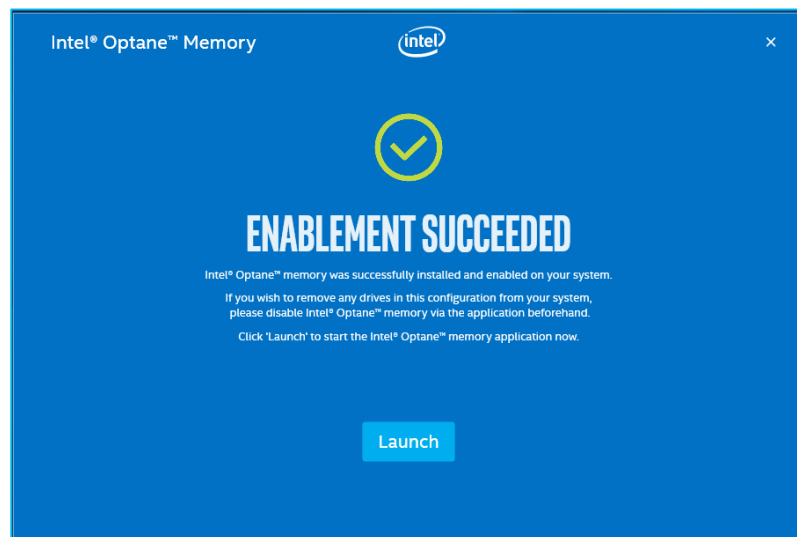 Intel® Optane™ Memory
intel
×
ENABLEMENT SUCCEEDED
Intel® Optane™ memory was successfully installed and enabled on your system.
If you wish to remove any drives in this configuration from your system,
please disable Intel® Optane™ memory via the application beforehand.
Click 'Launch' to start the Intel® Optane™ memory application now.
Launch